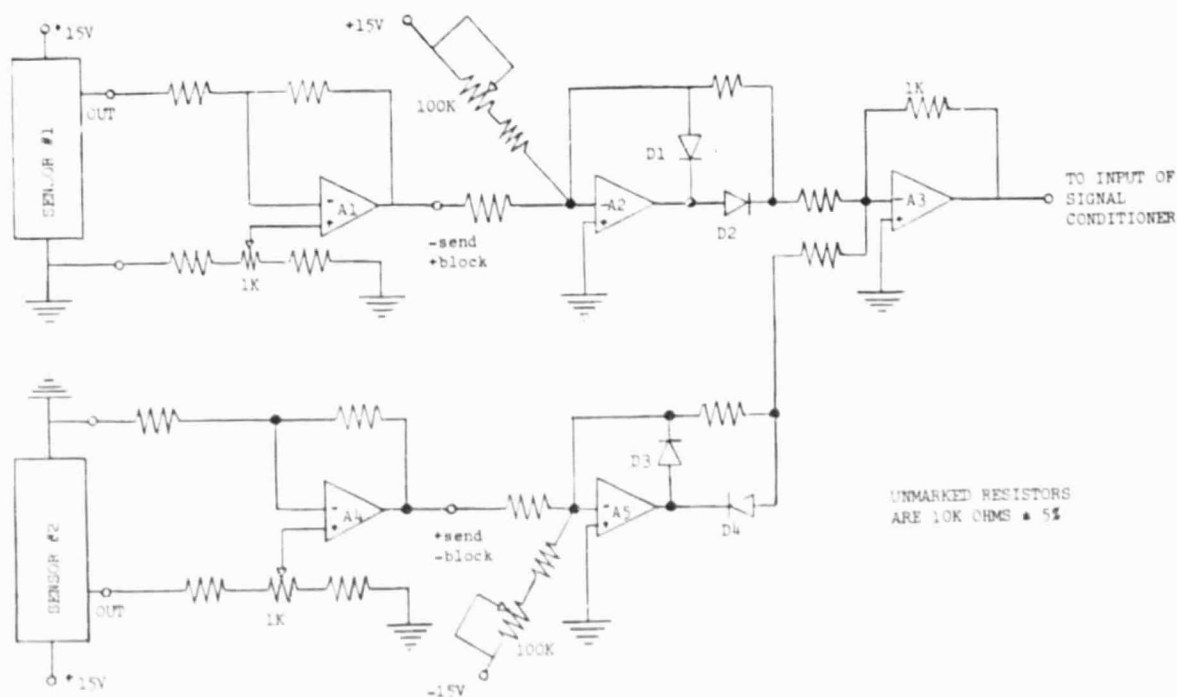 +15V
SENSOR #1
OUT
1K
A1
-send
+block
+15V
100K
D1
A2
D2
1K
A3
TO INPUT OF
SIGNAL
CONDITIONER
SENSOR #2
OUT
+15V
1K
A4
+send
-block
-15V
100K
D3
A5
D4
UNMARKED RESISTORS
ARE 10K OHMS ± 5%